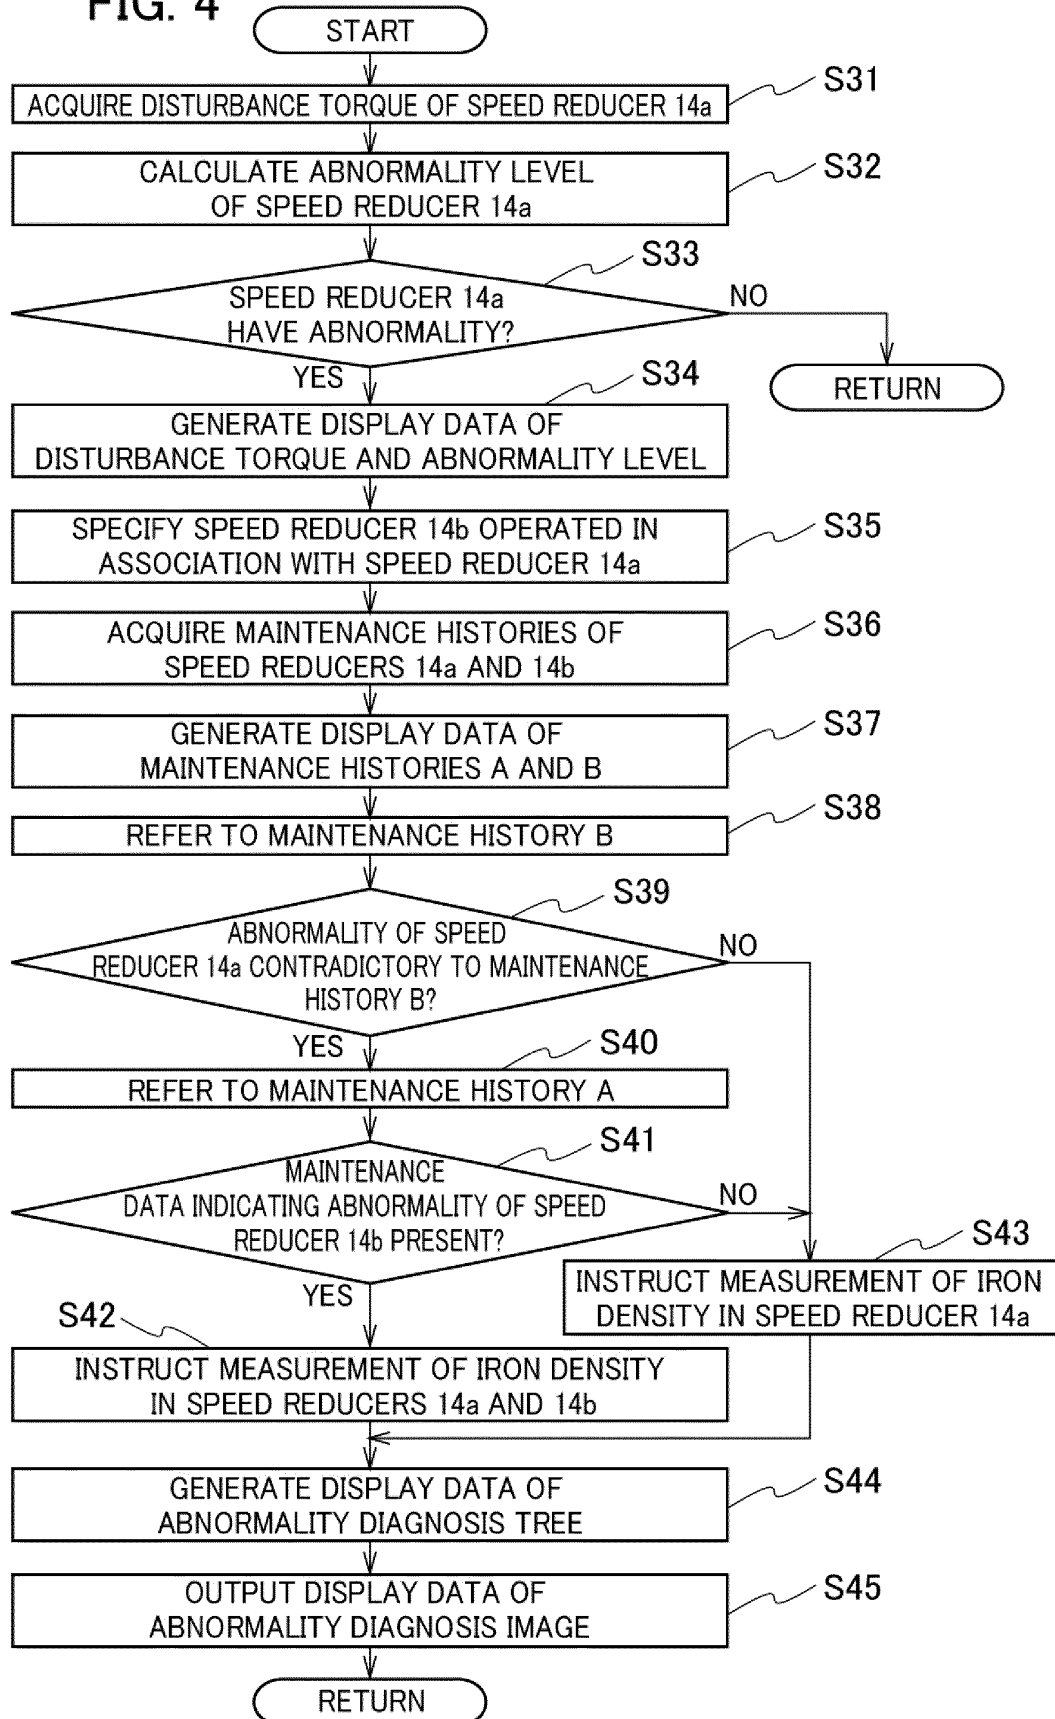 FIG. 4
START
ACQUIRE DISTURBANCE TORQUE OF SPEED REDUCER 14a
S31
CALCULATE ABNORMALITY LEVEL
OF SPEED REDUCER 14a
S32
SPEED REDUCER 14a
HAVE ABNORMALITY?
S33
NO
RETURN
YES
S34
GENERATE DISPLAY DATA OF
DISTURBANCE TORQUE AND ABNORMALITY LEVEL
SPECIFY SPEED REDUCER 14b OPERATED IN
ASSOCIATION WITH SPEED REDUCER 14a
S35
ACQUIRE MAINTENANCE HISTORIES OF
SPEED REDUCERS 14a AND 14b
S36
GENERATE DISPLAY DATA OF
MAINTENANCE HISTORIES A AND B
S37
REFER TO MAINTENANCE HISTORY B
S38
S39
ABNORMALITY OF SPEED
REDUCER 14a CONTRADICTORY TO MAINTENANCE
HISTORY B?
NO
YES
S40
REFER TO MAINTENANCE HISTORY A
S41
MAINTENANCE
DATA INDICATING ABNORMALITY OF SPEED
REDUCER 14b PRESENT?
NO
YES
S43
INSTRUCT MEASUREMENT OF IRON
DENSITY IN SPEED REDUCER 14a
S42
INSTRUCT MEASUREMENT OF IRON DENSITY
IN SPEED REDUCERS 14a AND 14b
GENERATE DISPLAY DATA OF
ABNORMALITY DIAGNOSIS TREE
S44
OUTPUT DISPLAY DATA OF
ABNORMALITY DIAGNOSIS IMAGE
S45
RETURN